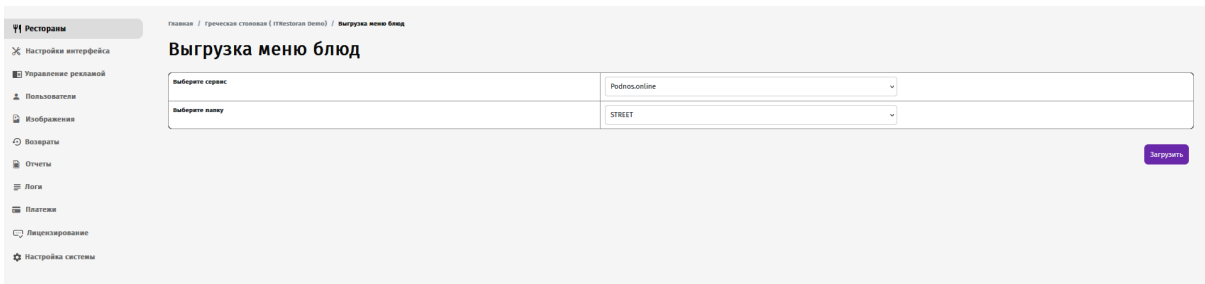 Рестораны
Настройки интерфейса
Управление рекламой
Пользователи
Изображения
Возвраты
Отчеты
Логи
Платежи
Лицензирование
Настройка системы
Главная / Греческая столовая ( ITRestoran Demo) / Выгрузка меню блюд
Выгрузка меню блюд
Выберите сервис
Podnos.online
Выберите папку
STREET
Загрузить